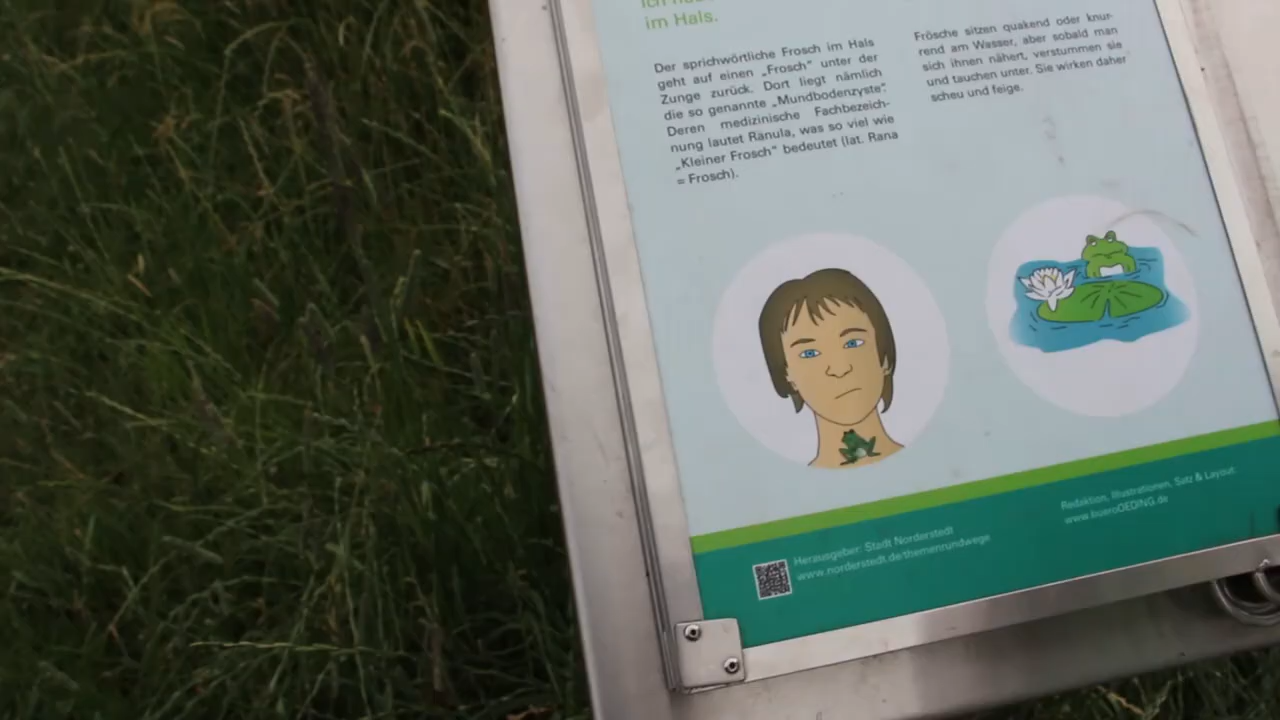 im Hals.
Der sprichwörtliche Frosch im Hals
geht auf einen „Frosch“ unter der
Zunge zurück. Dort liegt nämlich
die so genannte „Mundbodenzyste“.
Deren medizinische Fachbezeich-
nung lautet Ranula, was so viel wie
„Kleiner Frosch“ bedeutet (lat. Rana
= Frosch).
Frösche sitzen quakend oder knur-
rend am Wasser, aber sobald man
sich ihnen nähert, verstummen sie
und tauchen unter. Sie wirken daher
scheu und feige.
Herausgeber: Stadt Norderstedt
www.norderstedt.de/themenrundwege
Redaktion, Illustrationen, Satz & Layout:
www.bueroOEDING.de